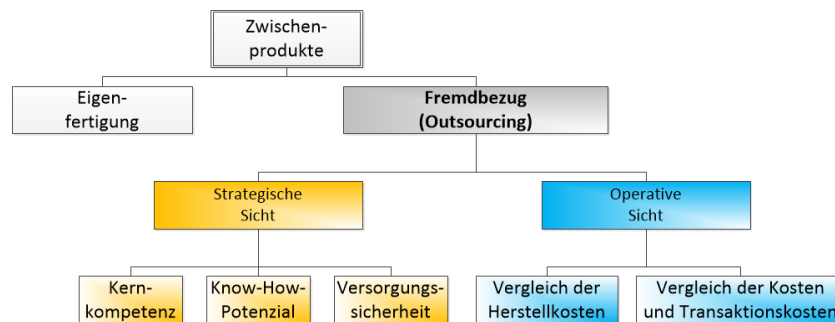 Zwischen-
produkte
Eigen-
fertigung
Fremdbezug
(Outsourcing)
Strategische
Sicht
Operative
Sicht
Kern-
kompetenz
Know-How-
Potenzial
Versorgungs-
sicherheit
Vergleich der
Herstellkosten
Vergleich der Kosten
und Transaktionskosten